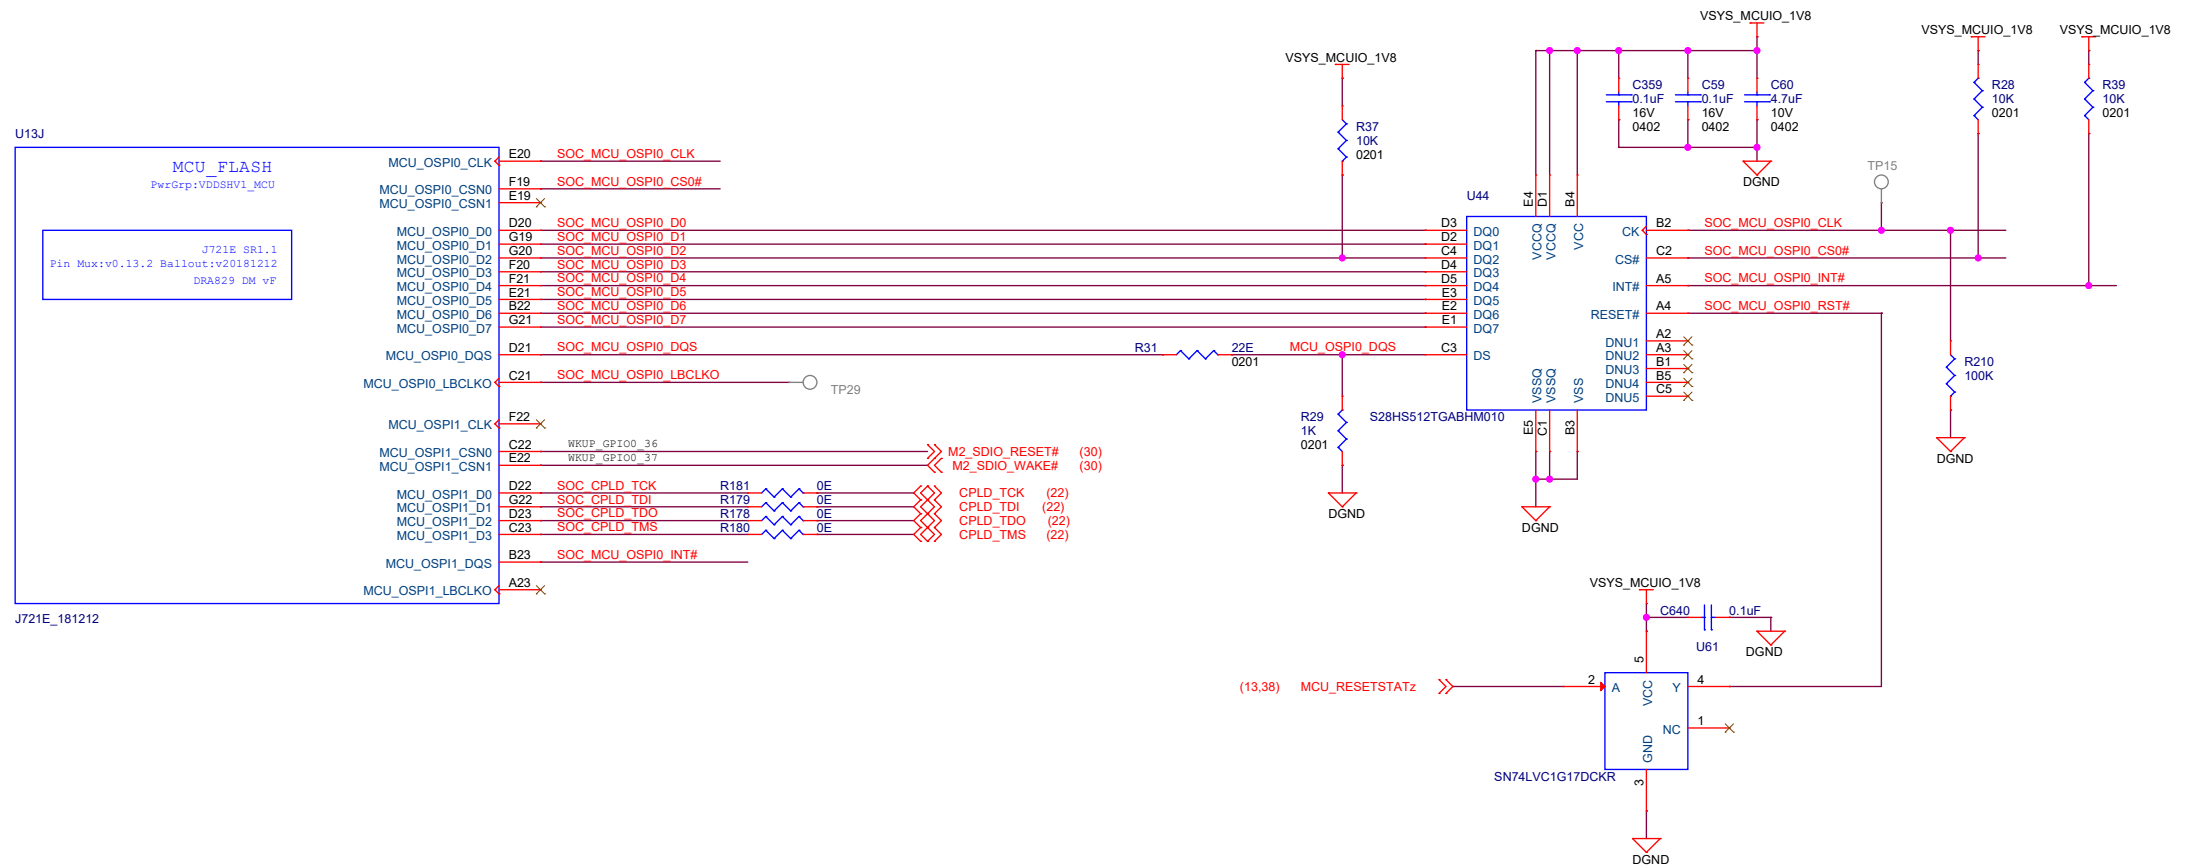 VSYS_MCUIO_1V8
VSYS_MCUIO_1V8
VSYS_MCUIO_1V8
VSYS_MCUIO_1V8
C359
0.1uF
16V
0402
C59
0.1uF
16V
0402
C60
4.7uF
10V
0402
DGND
R28
10K
0201
R39
10K
0201
R37
10K
0201
TP15
U13J
MCU_FLASH
PwrGrp:VDDSHV1_MCU
J721E SR1.1
Pin Mux:v0.13.2 Ballout:v20181212
DRA829 DM vF
MCU_OSPI0_CLK E20 SOC_MCU_OSPI0_CLK
MCU_OSPI0_CSN0 F19 SOC_MCU_OSPI0_CS0#
MCU_OSPI0_CSN1 E19
MCU_OSPI0_D0 D20 SOC_MCU_OSPI0_D0
MCU_OSPI0_D1 G19 SOC_MCU_OSPI0_D1
MCU_OSPI0_D2 G20 SOC_MCU_OSPI0_D2
MCU_OSPI0_D3 F20 SOC_MCU_OSPI0_D3
MCU_OSPI0_D4 F21 SOC_MCU_OSPI0_D4
MCU_OSPI0_D5 E21 SOC_MCU_OSPI0_D5
MCU_OSPI0_D6 B22 SOC_MCU_OSPI0_D6
MCU_OSPI0_D7 G21 SOC_MCU_OSPI0_D7
MCU_OSPI0_DQS D21 SOC_MCU_OSPI0_DQS
R31 22E
0201
MCU_OSPI0_DQS
MCU_OSPI0_LBCLKO C21 SOC_MCU_OSPI0_LBCLKO
TP29
MCU_OSPI1_CLK F22
MCU_OSPI1_CSN0 C22 WKUP_GPIO0_36 M2_SDIO_RESET# (30)
MCU_OSPI1_CSN1 E22 WKUP_GPIO0_37 M2_SDIO_WAKE# (30)
MCU_OSPI1_D0 D22 SOC_CPLD_TCK R181 0E CPLD_TCK (22)
MCU_OSPI1_D1 G22 SOC_CPLD_TDI R179 0E CPLD_TDI (22)
MCU_OSPI1_D2 D23 SOC_CPLD_TDO R178 0E CPLD_TDO (22)
MCU_OSPI1_D3 C23 SOC_CPLD_TMS R180 0E CPLD_TMS (22)
MCU_OSPI1_DQS B23 SOC_MCU_OSPI0_INT#
MCU_OSPI1_LBCLKO A23
J721E_181212
U44
E4
D1
B4
VCCQ
VCCQ
VCC
D3 DQ0
D2 DQ1
C4 DQ2
D4 DQ3
D5 DQ4
E3 DQ5
E2 DQ6
E1 DQ7
C3 DS
CK B2 SOC_MCU_OSPI0_CLK
CS# C2 SOC_MCU_OSPI0_CS0#
INT# A5 SOC_MCU_OSPI0_INT#
RESET# A4 SOC_MCU_OSPI0_RST#
DNU1 A2
DNU2 A3
DNU3 B1
DNU4 B5
DNU5 C5
VSSQ
VSSQ
VSS
E5
C1
B3
S28HS512TGABHM010
DGND
R29
1K
0201
DGND
R210
100K
DGND
VSYS_MCUIO_1V8
C640 0.1uF
DGND
U61
(13,38) MCU_RESETSTATz
2 A
5 VCC
Y 4
NC 1
GND 3
SN74LVC1G17DCKR
DGND